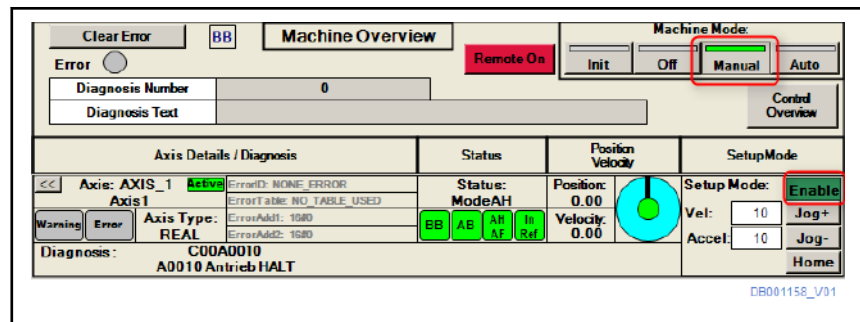 Clear Error
BB
Machine Overview
Machine Mode:
Error
Remote On
Init
Off
Manual
Auto
Diagnosis Number
0
Diagnosis Text
Control
Overview
Axis Details / Diagnosis
Status
Position
Velocity
SetupMode
<<
Axis: AXIS_1
Active
Axis1
ErrorID: NONE_ERROR
ErrorTable: NO_TABLE_USED
Warning
Error
Axis Type:
REAL
ErrorAdd1: 16#0
ErrorAdd2: 16#0
Status:
ModeAH
BB
AB
AH
AF
In
Ref
Position:
0.00
Velocity:
0.00
Setup Mode:
Enable
Vel:
10
Jog+
Accel:
10
Jog-
Home
Diagnosis:
C00A0010
A0010 Antrieb HALT
DB001158_V01